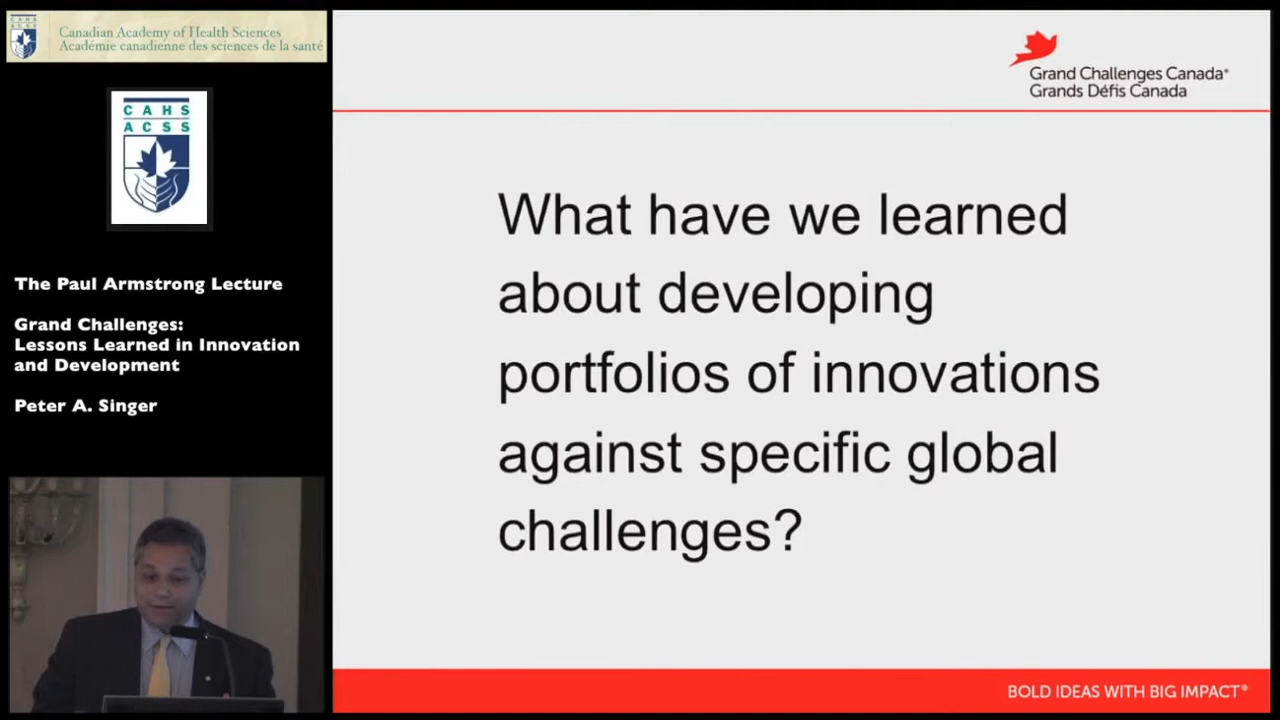 Canadian Academy of Health Sciences
Académie canadienne des sciences de la santé
CAHS
ACSS
CAHS
ACSS
The Paul Armstrong Lecture
Grand Challenges:
Lessons Learned in Innovation
and Development
Peter A. Singer
Grand Challenges Canada®
Grands Défis Canada
What have we learned
about developing
portfolios of innovations
against specific global
challenges?
BOLD IDEAS WITH BIG IMPACT®